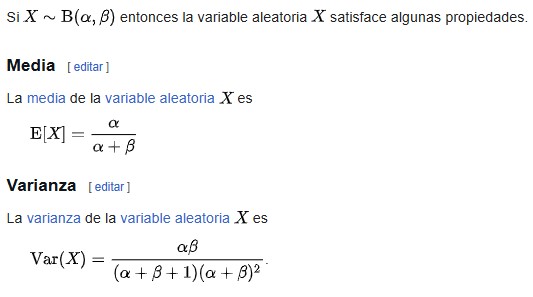 Si X ∼ B(α, β) entonces la variable aleatoria X satisface algunas propiedades.
Media [ editar ]
La media de la variable aleatoria X es
E[X] = α / (α + β)
Varianza [ editar ]
La varianza de la variable aleatoria X es
Var(X) = αβ / ((α + β + 1)(α + β)²).